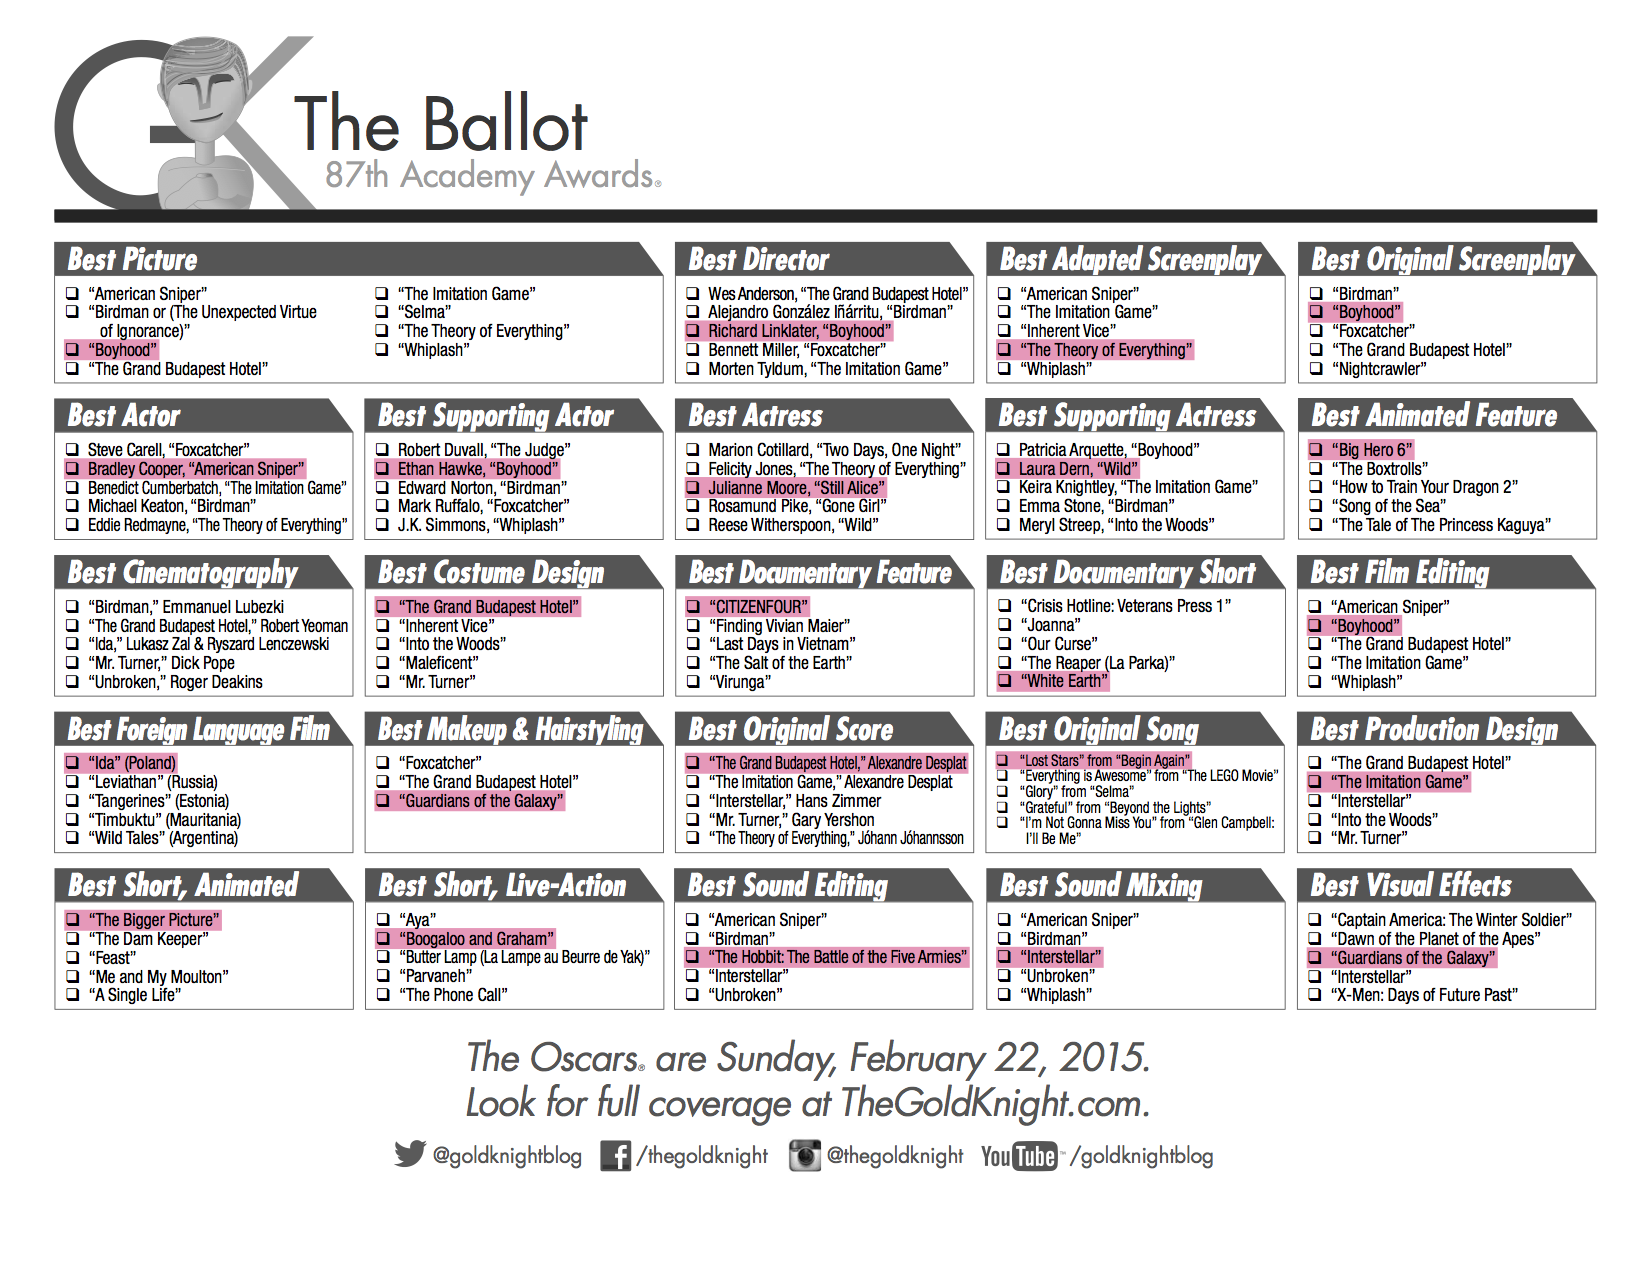 GK
The Ballot
87th Academy Awards®
Best Picture
❏ “American Sniper”
❏ “Birdman or (The Unexpected Virtue
of Ignorance)”
❏ “Boyhood”
❏ “The Grand Budapest Hotel”
❏ “The Imitation Game”
❏ “Selma”
❏ “The Theory of Everything”
❏ “Whiplash”
Best Director
❏ Wes Anderson, “The Grand Budapest Hotel”
❏ Alejandro González Iñárritu, “Birdman”
❏ Richard Linklater, “Boyhood”
❏ Bennett Miller, “Foxcatcher”
❏ Morten Tyldum, “The Imitation Game”
Best Adapted Screenplay
❏ “American Sniper”
❏ “The Imitation Game”
❏ “Inherent Vice”
❏ “The Theory of Everything”
❏ “Whiplash”
Best Original Screenplay
❏ “Birdman”
❏ “Boyhood”
❏ “Foxcatcher”
❏ “The Grand Budapest Hotel”
❏ “Nightcrawler”
Best Actor
❏ Steve Carell, “Foxcatcher”
❏ Bradley Cooper, “American Sniper”
❏ Benedict Cumberbatch, “The Imitation Game”
❏ Michael Keaton, “Birdman”
❏ Eddie Redmayne, “The Theory of Everything”
Best Supporting Actor
❏ Robert Duvall, “The Judge”
❏ Ethan Hawke, “Boyhood”
❏ Edward Norton, “Birdman”
❏ Mark Ruffalo, “Foxcatcher”
❏ J.K. Simmons, “Whiplash”
Best Actress
❏ Marion Cotillard, “Two Days, One Night”
❏ Felicity Jones, “The Theory of Everything”
❏ Julianne Moore, “Still Alice”
❏ Rosamund Pike, “Gone Girl”
❏ Reese Witherspoon, “Wild”
Best Supporting Actress
❏ Patricia Arquette, “Boyhood”
❏ Laura Dern, “Wild”
❏ Keira Knightley, “The Imitation Game”
❏ Emma Stone, “Birdman”
❏ Meryl Streep, “Into the Woods”
Best Animated Feature
❏ “Big Hero 6”
❏ “The Boxtrolls”
❏ “How to Train Your Dragon 2”
❏ “Song of the Sea”
❏ “The Tale of The Princess Kaguya”
Best Cinematography
❏ “Birdman,” Emmanuel Lubezki
❏ “The Grand Budapest Hotel,” Robert Yeoman
❏ “Ida,” Lukasz Zal & Ryszard Lenczewski
❏ “Mr. Turner,” Dick Pope
❏ “Unbroken,” Roger Deakins
Best Costume Design
❏ “The Grand Budapest Hotel”
❏ “Inherent Vice”
❏ “Into the Woods”
❏ “Maleficent”
❏ “Mr. Turner”
Best Documentary Feature
❏ “CITIZENFOUR”
❏ “Finding Vivian Maier”
❏ “Last Days in Vietnam”
❏ “The Salt of the Earth”
❏ “Virunga”
Best Documentary Short
❏ “Crisis Hotline: Veterans Press 1”
❏ “Joanna”
❏ “Our Curse”
❏ “The Reaper (La Parka)”
❏ “White Earth”
Best Film Editing
❏ “American Sniper”
❏ “Boyhood”
❏ “The Grand Budapest Hotel”
❏ “The Imitation Game”
❏ “Whiplash”
Best Foreign Language Film
❏ “Ida” (Poland)
❏ “Leviathan” (Russia)
❏ “Tangerines” (Estonia)
❏ “Timbuktu” (Mauritania)
❏ “Wild Tales” (Argentina)
Best Makeup & Hairstyling
❏ “Foxcatcher”
❏ “The Grand Budapest Hotel”
❏ “Guardians of the Galaxy”
Best Original Score
❏ “The Grand Budapest Hotel,” Alexandre Desplat
❏ “The Imitation Game,” Alexandre Desplat
❏ “Interstellar,” Hans Zimmer
❏ “Mr. Turner,” Gary Yershon
❏ “The Theory of Everything,” Jóhann Jóhannsson
Best Original Song
❏ “Lost Stars” from “Begin Again”
❏ “Everything is Awesome” from “The LEGO Movie”
❏ “Glory” from “Selma”
❏ “Grateful” from “Beyond the Lights”
❏ “I’m Not Gonna Miss You” from “Glen Campbell:
I’ll Be Me”
Best Production Design
❏ “The Grand Budapest Hotel”
❏ “The Imitation Game”
❏ “Interstellar”
❏ “Into the Woods”
❏ “Mr. Turner”
Best Short, Animated
❏ “The Bigger Picture”
❏ “The Dam Keeper”
❏ “Feast”
❏ “Me and My Moulton”
❏ “A Single Life”
Best Short, Live-Action
❏ “Aya”
❏ “Boogaloo and Graham”
❏ “Butter Lamp (La Lampe au Beurre de Yak)”
❏ “Parvaneh”
❏ “The Phone Call”
Best Sound Editing
❏ “American Sniper”
❏ “Birdman”
❏ “The Hobbit: The Battle of the Five Armies”
❏ “Interstellar”
❏ “Unbroken”
Best Sound Mixing
❏ “American Sniper”
❏ “Birdman”
❏ “Interstellar”
❏ “Unbroken”
❏ “Whiplash”
Best Visual Effects
❏ “Captain America: The Winter Soldier”
❏ “Dawn of the Planet of the Apes”
❏ “Guardians of the Galaxy”
❏ “Interstellar”
❏ “X-Men: Days of Future Past”
The Oscars® are Sunday, February 22, 2015.
Look for full coverage at TheGoldKnight.com.
@goldknightblog f /thegoldknight @thegoldknight YouTube™ /goldknightblog